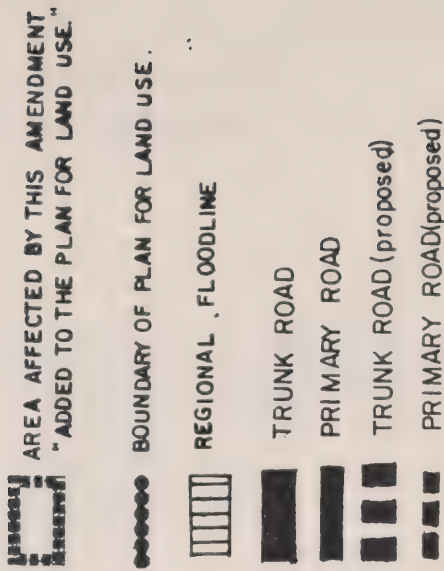 AREA AFFECTED BY THIS AMENDMENT
"ADDED TO THE PLAN FOR LAND USE."
BOUNDARY OF PLAN FOR LAND USE.
REGIONAL FLOODLINE
TRUNK ROAD
PRIMARY ROAD
TRUNK ROAD (proposed)
PRIMARY ROAD (proposed)